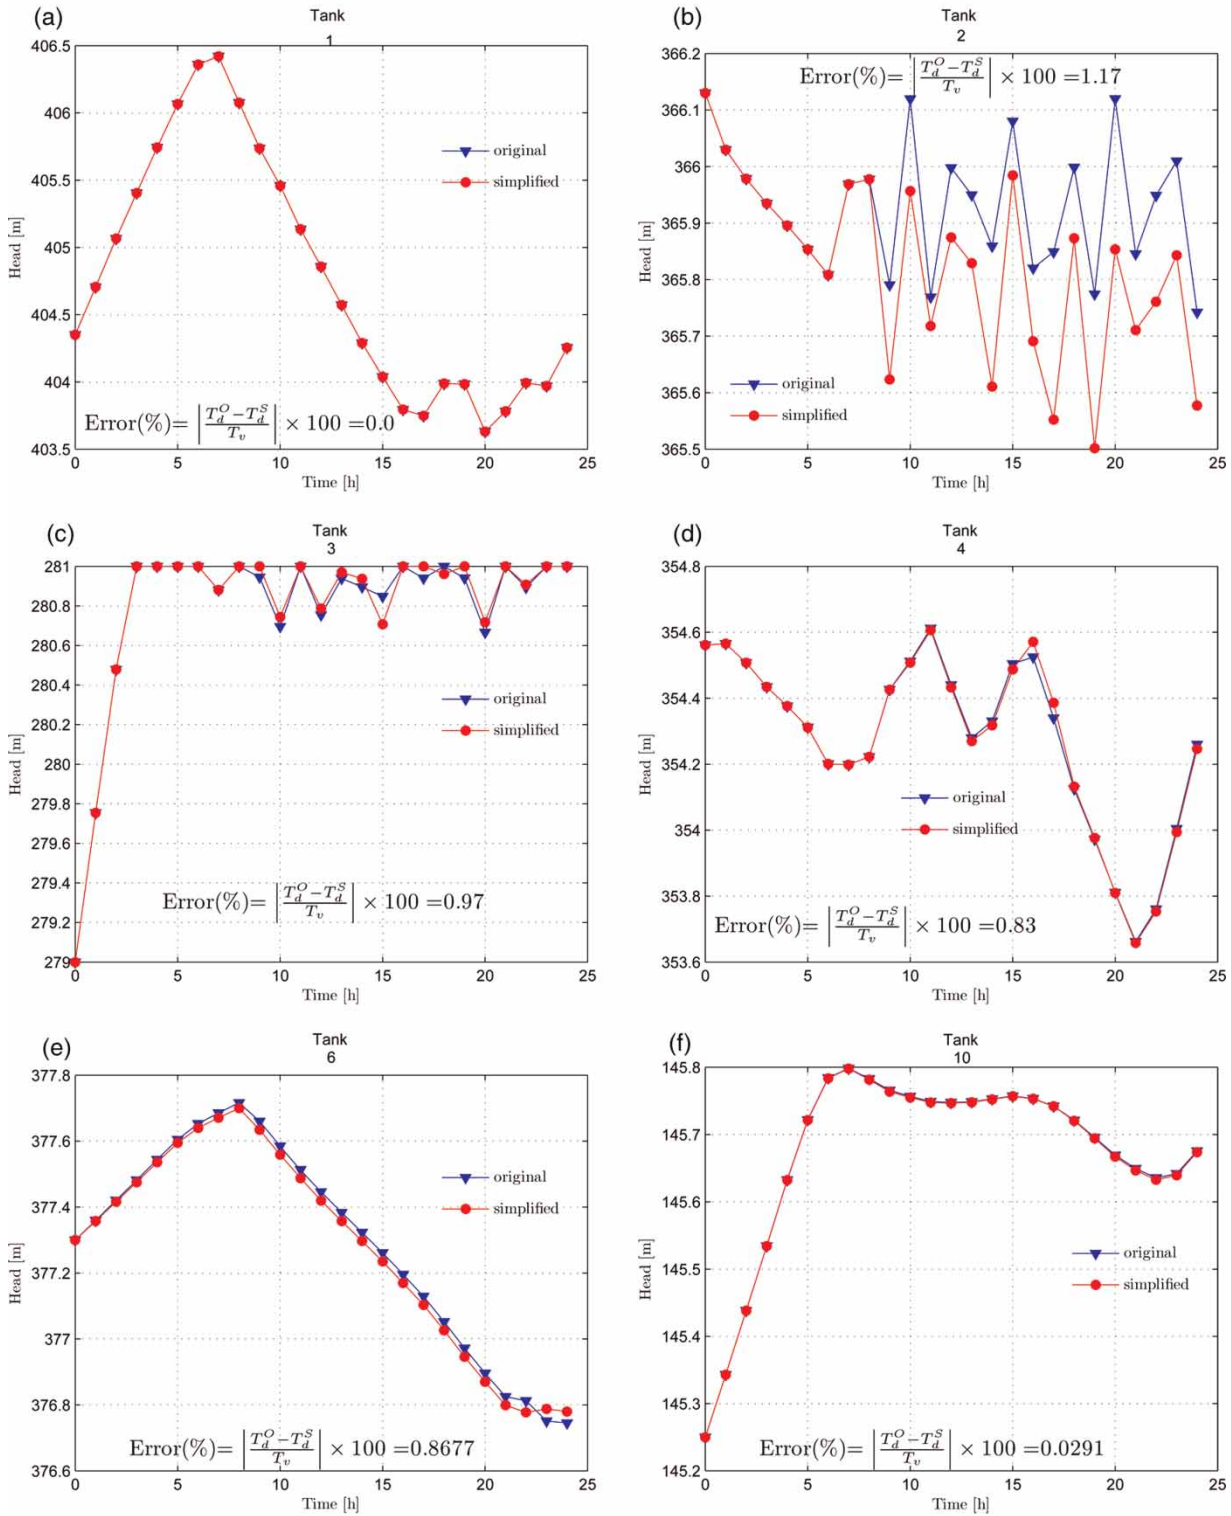 (a)
Tank
1
406.5
406
405.5
405
404.5
404
403.5
Head [m]
original
simplified
Error(%)= |T_d^O−T_d^S / T_v| × 100 =0.0
0 5 10 15 20 25
Time [h]
(b)
Tank
2
366.2
366.1
366
365.9
365.8
365.7
365.6
365.5
Head [m]
Error(%)= |T_d^O−T_d^S / T_v| × 100 =1.17
original
simplified
0 5 10 15 20 25
Time [h]
(c)
Tank
3
281
280.8
280.6
280.4
280.2
280
279.8
279.6
279.4
279.2
279
Head [m]
original
simplified
Error(%)= |T_d^O−T_d^S / T_v| × 100 =0.97
0 5 10 15 20 25
Time [h]
(d)
Tank
4
354.8
354.6
354.4
354.2
354
353.8
353.6
Head [m]
original
simplified
Error(%)= |T_d^O−T_d^S / T_v| × 100 =0.83
0 5 10 15 20 25
Time [h]
(e)
Tank
6
377.8
377.6
377.4
377.2
377
376.8
376.6
Head [m]
original
simplified
Error(%)= |T_d^O−T_d^S / T_v| × 100 =0.8677
0 5 10 15 20 25
Time [h]
(f)
Tank
10
145.8
145.7
145.6
145.5
145.4
145.3
145.2
Head [m]
original
simplified
Error(%)= |T_d^O−T_d^S / T_v| × 100 =0.0291
0 5 10 15 20 25
Time [h]